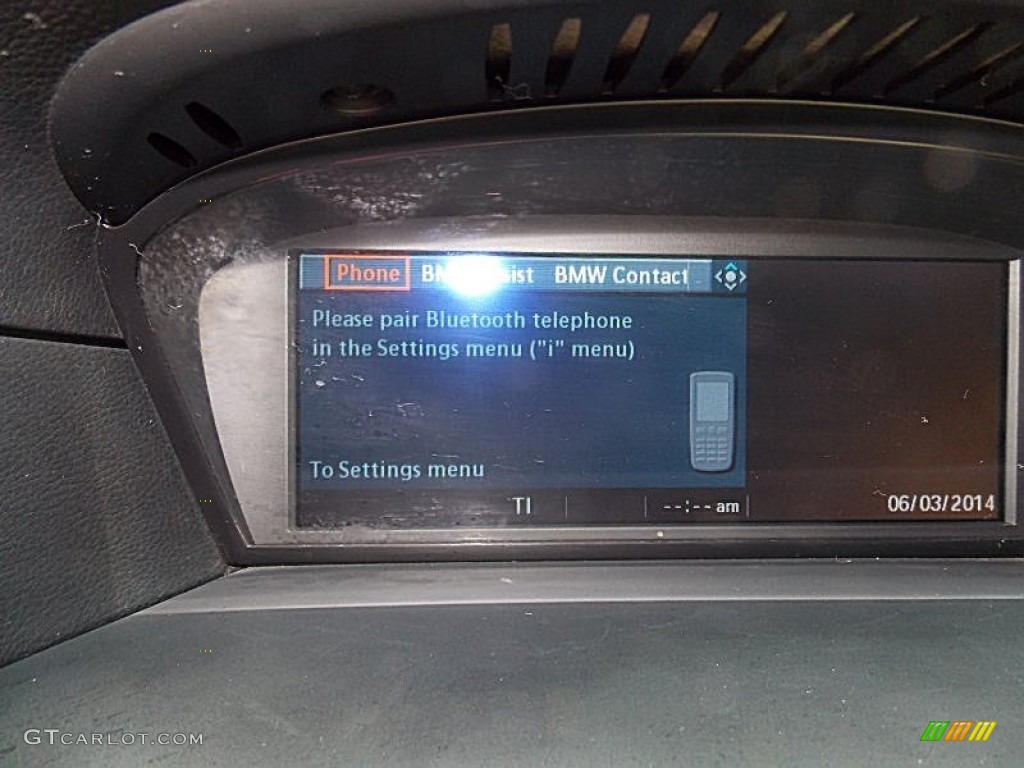 Phone BMW Contact
Please pair Bluetooth telephone
in the Settings menu ("i" menu)
To Settings menu
TI --:-- am 06/03/2014
GTCARLOT.COM